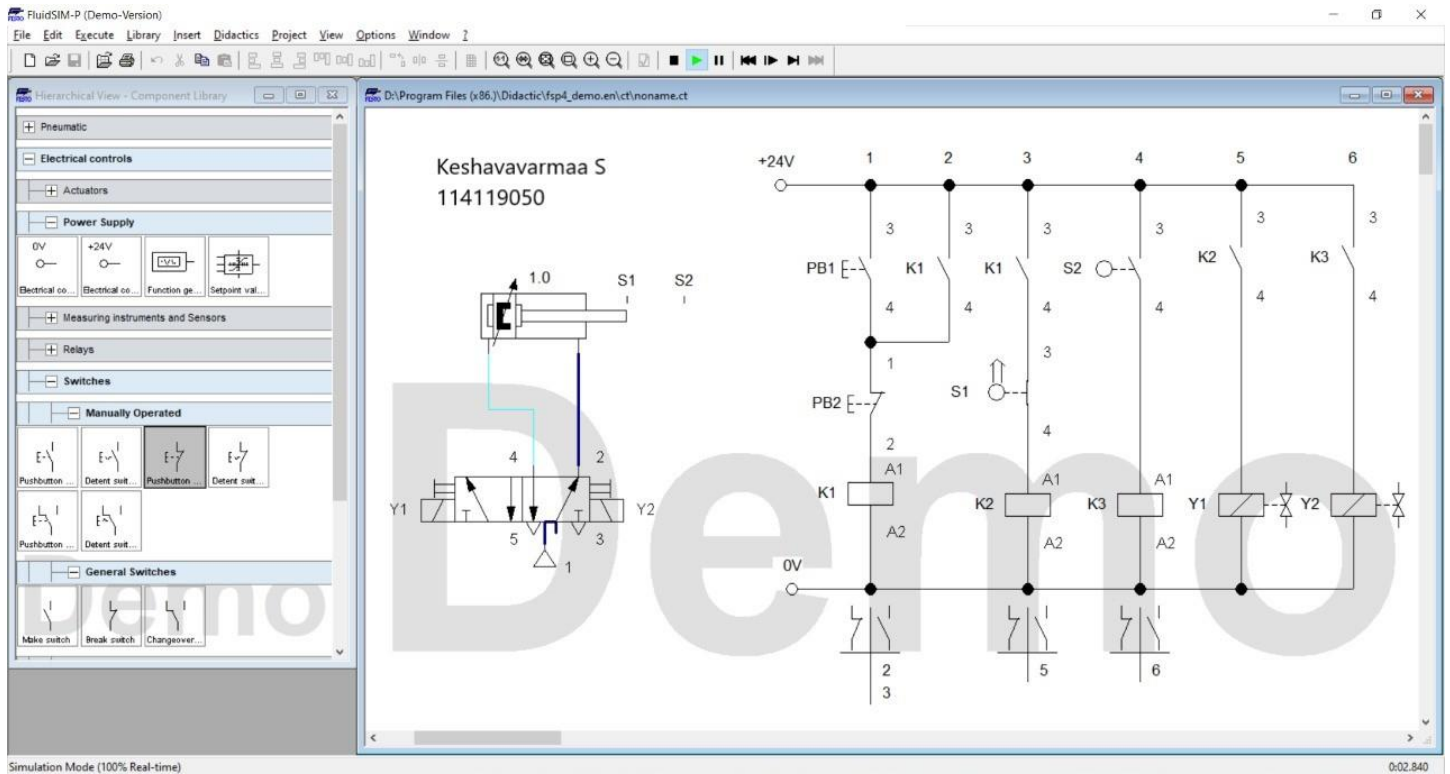 FluidSIM-P (Demo-Version)
File Edit Execute Library Insert Didactics Project View Options Window ?
Hierarchical View - Component Library
D:\Program Files (x86.)\Didactic\fsp4_demo.en\ct\noname.ct
Pneumatic
Electrical controls
Actuators
Power Supply
0V +24V
Electrical co... Electrical co... Function ge... Setpoint val...
Measuring instruments and Sensors
Relays
Switches
Manually Operated
Pushbutton ... Detent suit... Pushbutton ... Detent suit...
Pushbutton ... Detent suit...
General Switches
Make switch Break switch Changeover...
Demo
Keshavavarmaa S
114119050
1.0 S1 S2
4 2
Y1 Y2
5 3
1
+24V 1 2 3 4 5 6
3 3 3 3 3 3
PB1 K1 K1 S2 K2 K3
4 4 4 4 4 4
1 3
S1
PB2
2 4
A1 A1 A1
K1 K2 K3 Y1 Y2
A2 A2 A2
0V
2 5 6
3
Demo
Simulation Mode (100% Real-time) 0:02.840